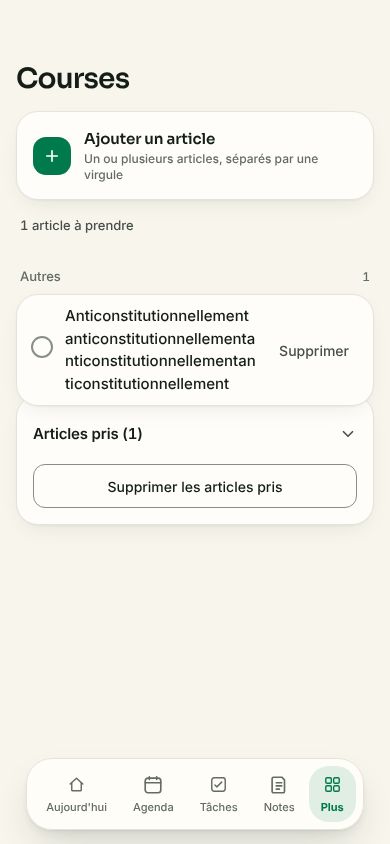 Courses
Ajouter un article
Un ou plusieurs articles, séparés par une
virgule
1 article à prendre
Autres
1
Anticonstitutionnellement
anticonstitutionnellementa
nticonstitutionnellementan
ticonstitutionnellement
Supprimer
Articles pris (1)
Supprimer les articles pris
Aujourd'hui
Agenda
Tâches
Notes
Plus